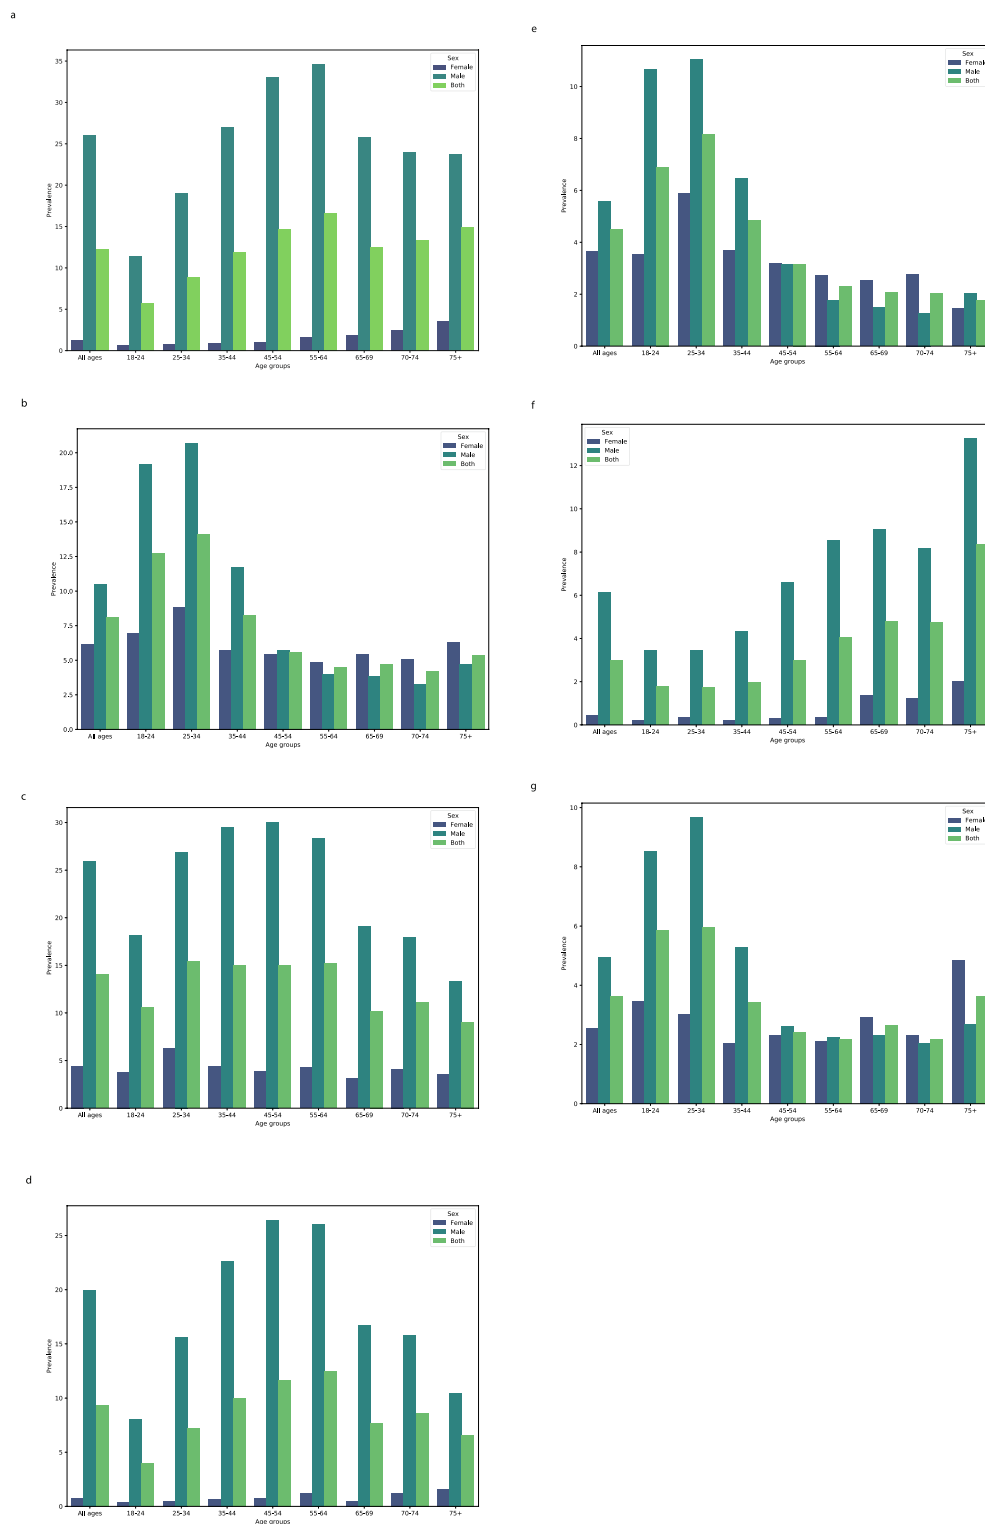 a
Sex
Female
Male
Both
Prevalence
35
30
25
20
15
10
5
0
All ages 18-24 25-34 35-44 45-54 55-64 65-69 70-74 75+
Age groups
b
Sex
Female
Male
Both
Prevalence
20.0
17.5
15.0
12.5
10.0
7.5
5.0
2.5
0.0
All ages 18-24 25-34 35-44 45-54 55-64 65-69 70-74 75+
Age groups
c
Sex
Female
Male
Both
Prevalence
30
25
20
15
10
5
0
All ages 18-24 25-34 35-44 45-54 55-64 65-69 70-74 75+
Age groups
d
Sex
Female
Male
Both
Prevalence
25
20
15
10
5
0
All ages 18-24 25-34 35-44 45-54 55-64 65-69 70-74 75+
Age groups
e
Sex
Female
Male
Both
Prevalence
10
8
6
4
2
0
All ages 18-24 25-34 35-44 45-54 55-64 65-69 70-74 75+
Age groups
f
Sex
Female
Male
Both
Prevalence
12
10
8
6
4
2
0
All ages 18-24 25-34 35-44 45-54 55-64 65-69 70-74 75+
Age groups
g
Sex
Female
Male
Both
Prevalence
10
8
6
4
2
0
All ages 18-24 25-34 35-44 45-54 55-64 65-69 70-74 75+
Age groups